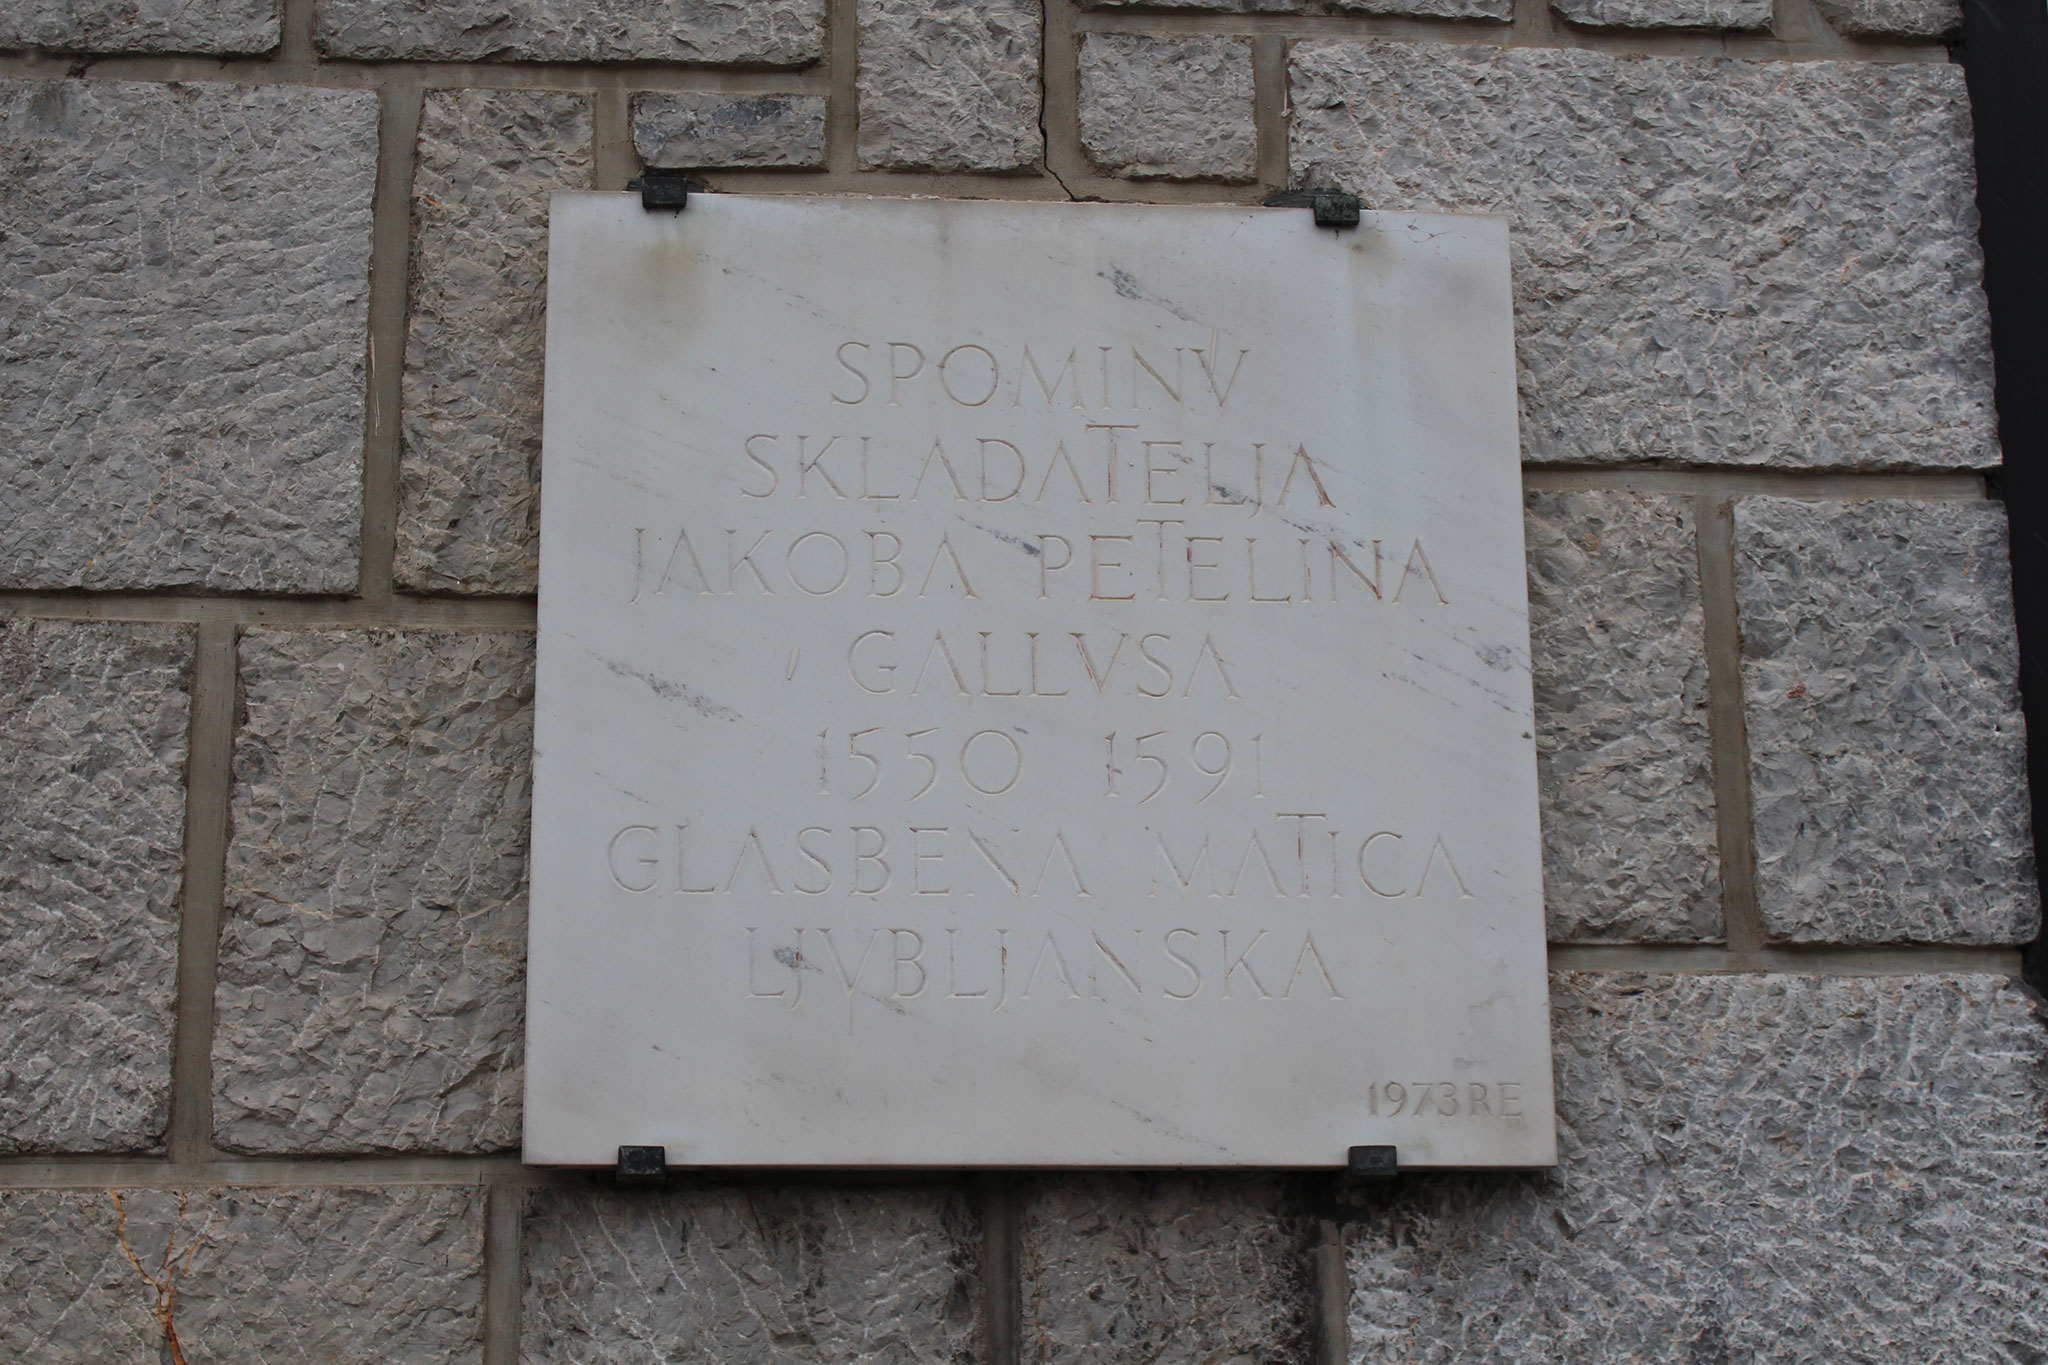 SPOMINV
SKLADATELJA
JAKOBA PETELINA
GALLVSA
1550 1591
GLASBENA MATICA
LJVBLJANSKA
1973 RE